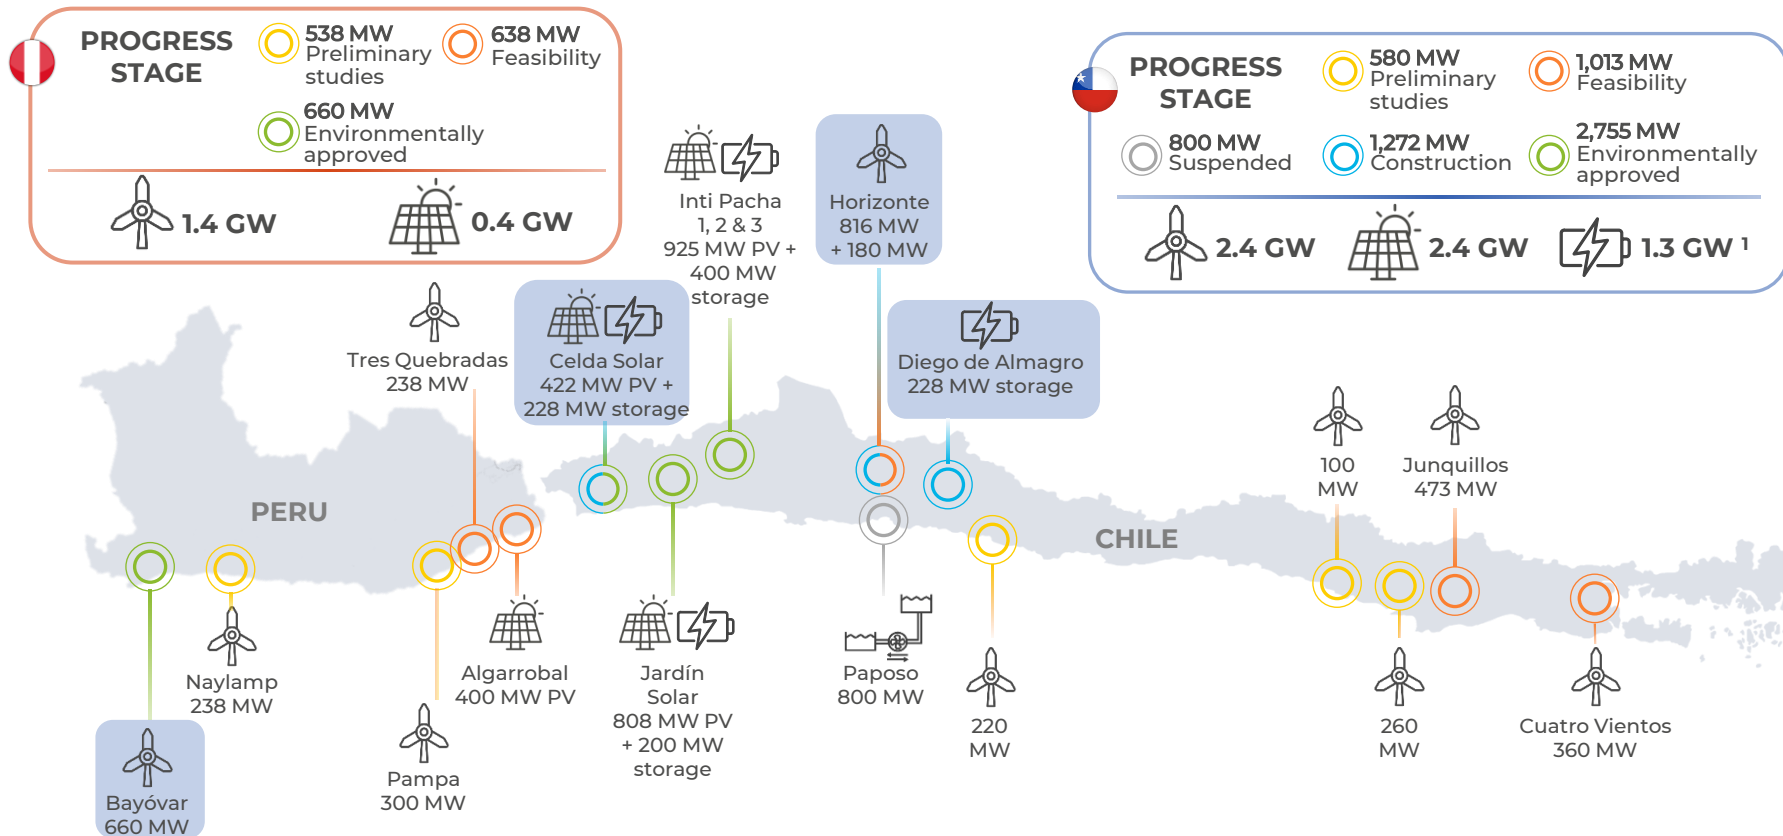 PROGRESS
STAGE
538 MW
Preliminary
studies
638 MW
Feasibility
660 MW
Environmentally
approved
1.4 GW
0.4 GW
PROGRESS
STAGE
580 MW
Preliminary
studies
1,013 MW
Feasibility
800 MW
Suspended
1,272 MW
Construction
2,755 MW
Environmentally
approved
2.4 GW
2.4 GW
1.3 GW ¹
Inti Pacha
1, 2 & 3
925 MW PV +
400 MW
storage
Horizonte
816 MW
+ 180 MW
Tres Quebradas
238 MW
Celda Solar
422 MW PV +
228 MW storage
Diego de Almagro
228 MW storage
100
MW
Junquillos
473 MW
PERU
CHILE
Naylamp
238 MW
Algarrobal
400 MW PV
Jardín
Solar
808 MW PV
+ 200 MW
storage
Paposo
800 MW
220
MW
260
MW
Cuatro Vientos
360 MW
Pampa
300 MW
Bayóvar
660 MW